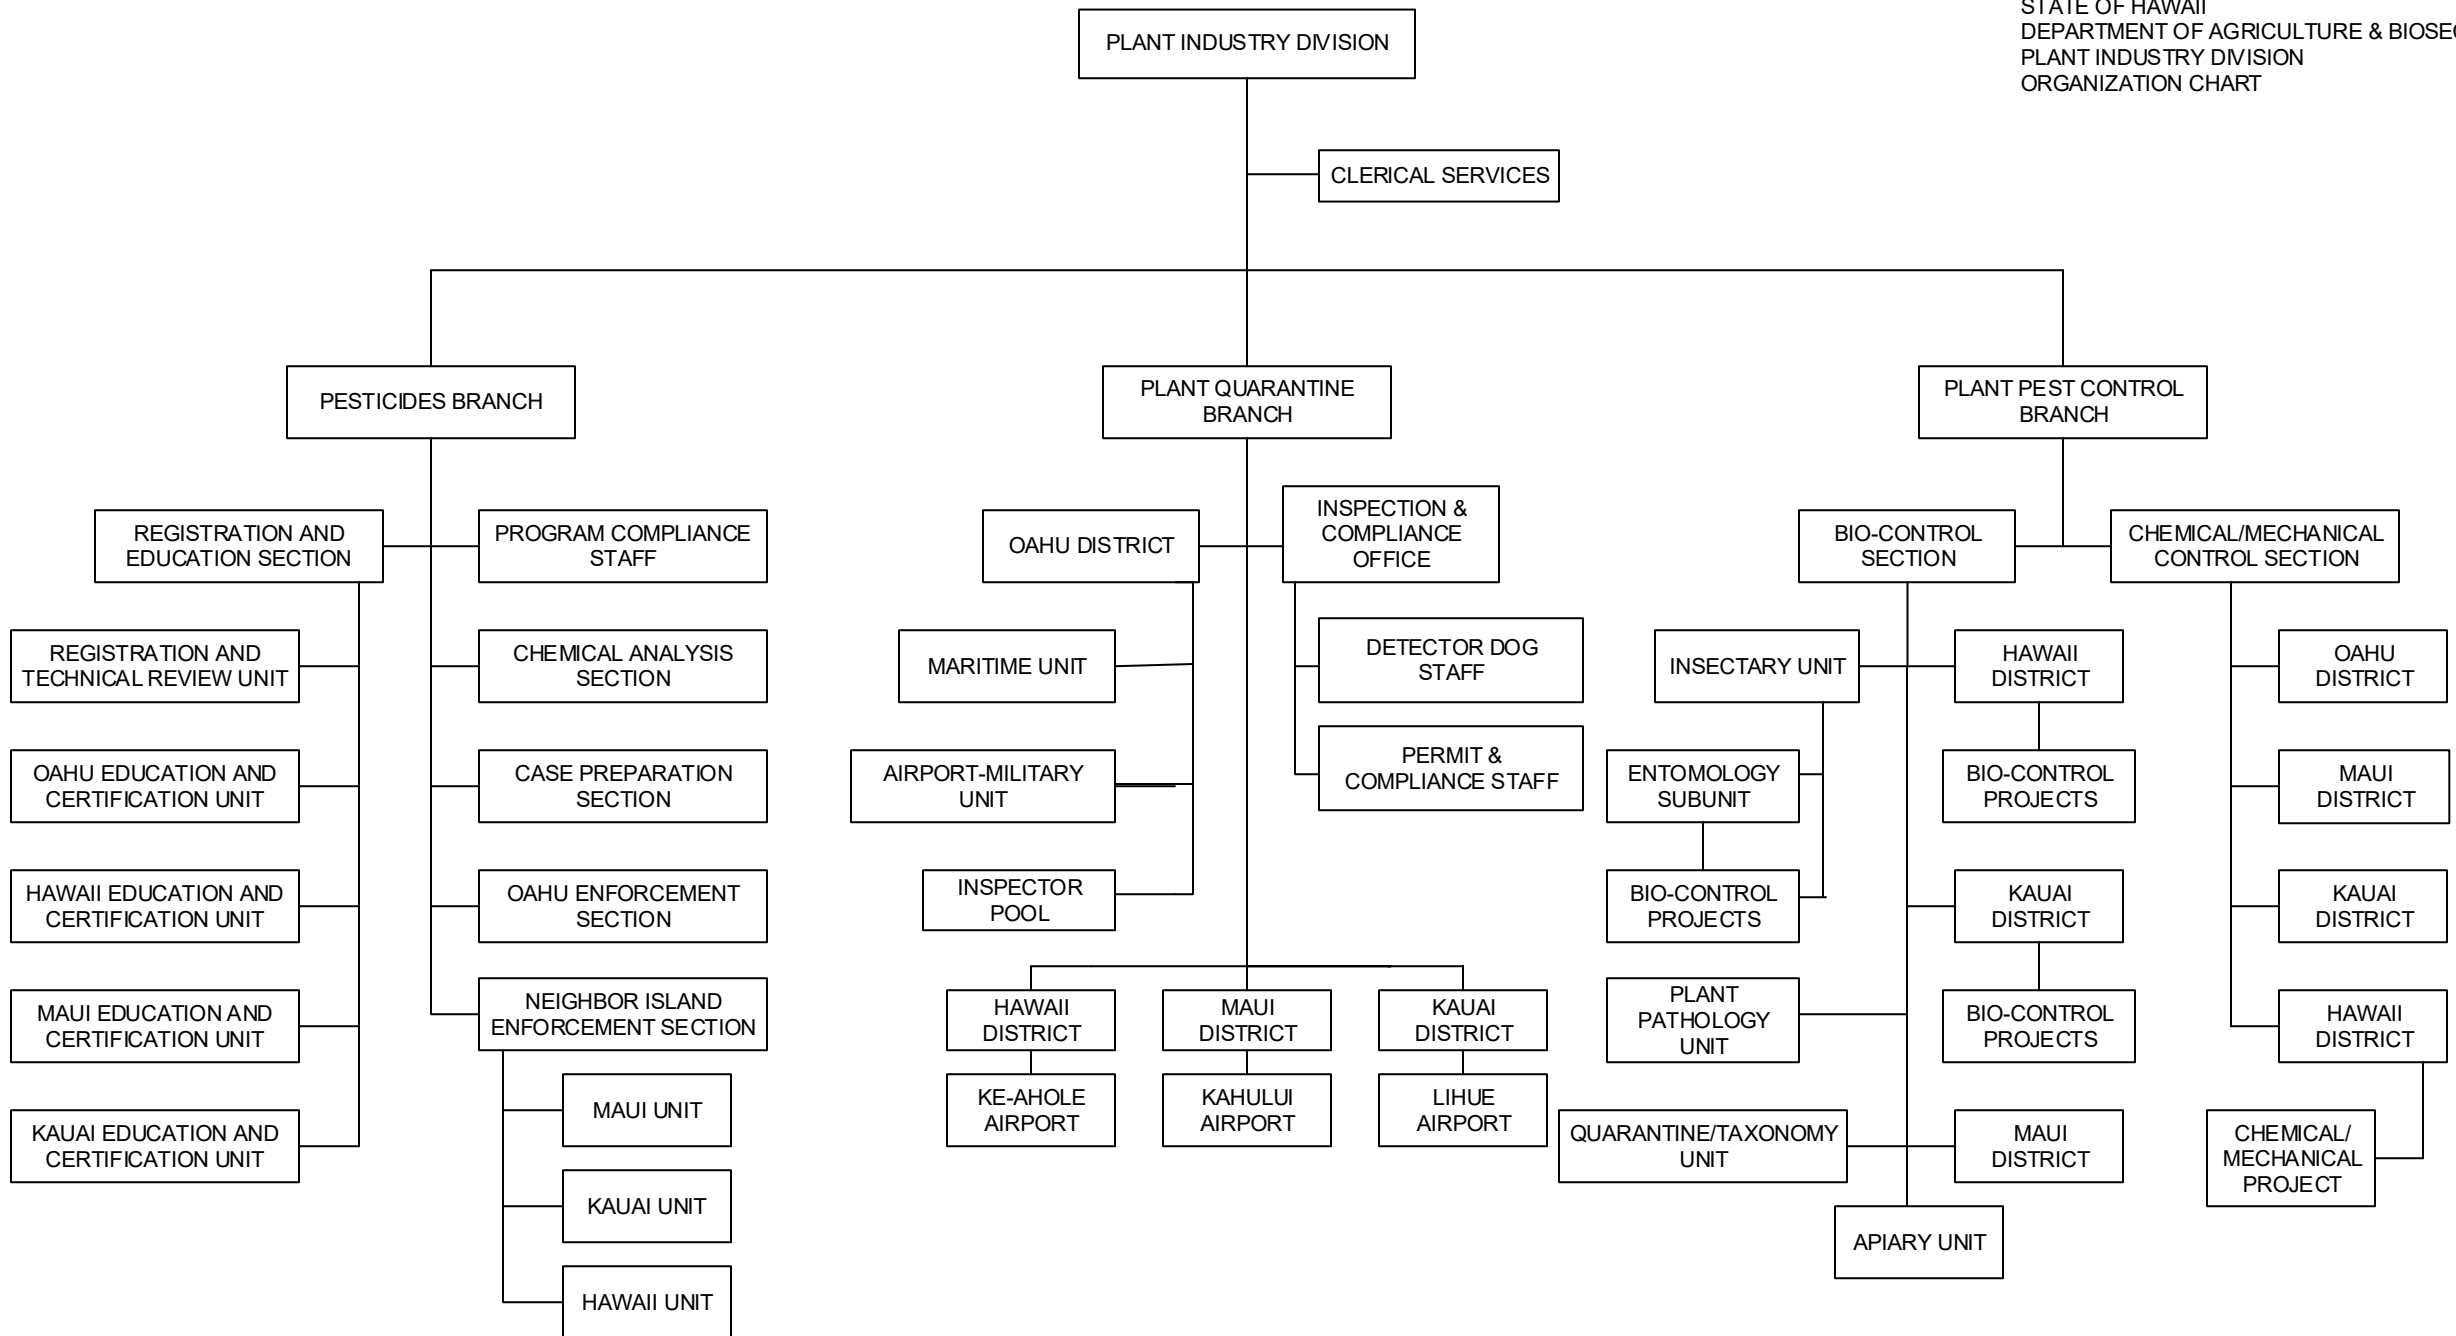 STATE OF HAWAII
DEPARTMENT OF AGRICULTURE &
PLANT INDUSTRY DIVISION
ORGANIZATION CHART
PLANT INDUSTRY DIVISION
CLERICAL SERVICES
PESTICIDES BRANCH
PLANT QUARANTINE
BRANCH
PLANT PEST CONTROL
BRANCH
REGISTRATION AND
EDUCATION SECTION
REGISTRATION AND
TECHNICAL REVIEW UNIT
OAHU EDUCATION AND
CERTIFICATION UNIT
HAWAII EDUCATION AND
CERTIFICATION UNIT
MAUI EDUCATION AND
CERTIFICATION UNIT
KAUAI EDUCATION AND
CERTIFICATION UNIT
PROGRAM COMPLIANCE
STAFF
CHEMICAL ANALYSIS
SECTION
CASE PREPARATION
SECTION
OAHU ENFORCEMENT
SECTION
NEIGHBOR ISLAND
ENFORCEMENT SECTION
MAUI UNIT
KAUAI UNIT
HAWAII UNIT
OAHU DISTRICT
MARITIME UNIT
AIRPORT-MILITARY
UNIT
INSPECTOR
POOL
INSPECTION &
COMPLIANCE
OFFICE
DETECTOR DOG
STAFF
PERMIT &
COMPLIANCE STAFF
HAWAII
DISTRICT
KE-AHOLE
AIRPORT
MAUI
DISTRICT
KAHULUI
AIRPORT
KAUAI
DISTRICT
LIHUE
AIRPORT
BIO-CONTROL
SECTION
INSECTARY UNIT
ENTOMOLOGY
SUBUNIT
BIO-CONTROL
PROJECTS
PLANT
PATHOLOGY
UNIT
QUARANTINE/TAXONOMY
UNIT
HAWAII
DISTRICT
BIO-CONTROL
PROJECTS
KAUAI
DISTRICT
BIO-CONTROL
PROJECTS
MAUI
DISTRICT
APIARY UNIT
CHEMICAL/MECHANICAL
CONTROL SECTION
OAHU
DISTRICT
MAUI
DISTRICT
KAUAI
DISTRICT
HAWAII
DISTRICT
CHEMICAL/
MECHANICAL
PROJECT